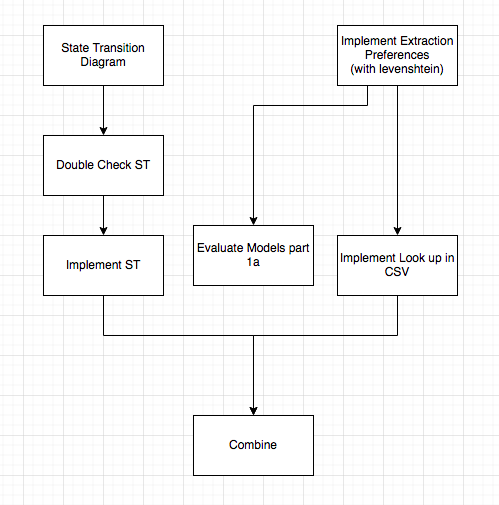 State Transition
Diagram
Implement Extraction
Preferences
(with levenshtein)
Double Check ST
Evaluate Models part
1a
Implement ST
Implement Look up in
CSV
Combine